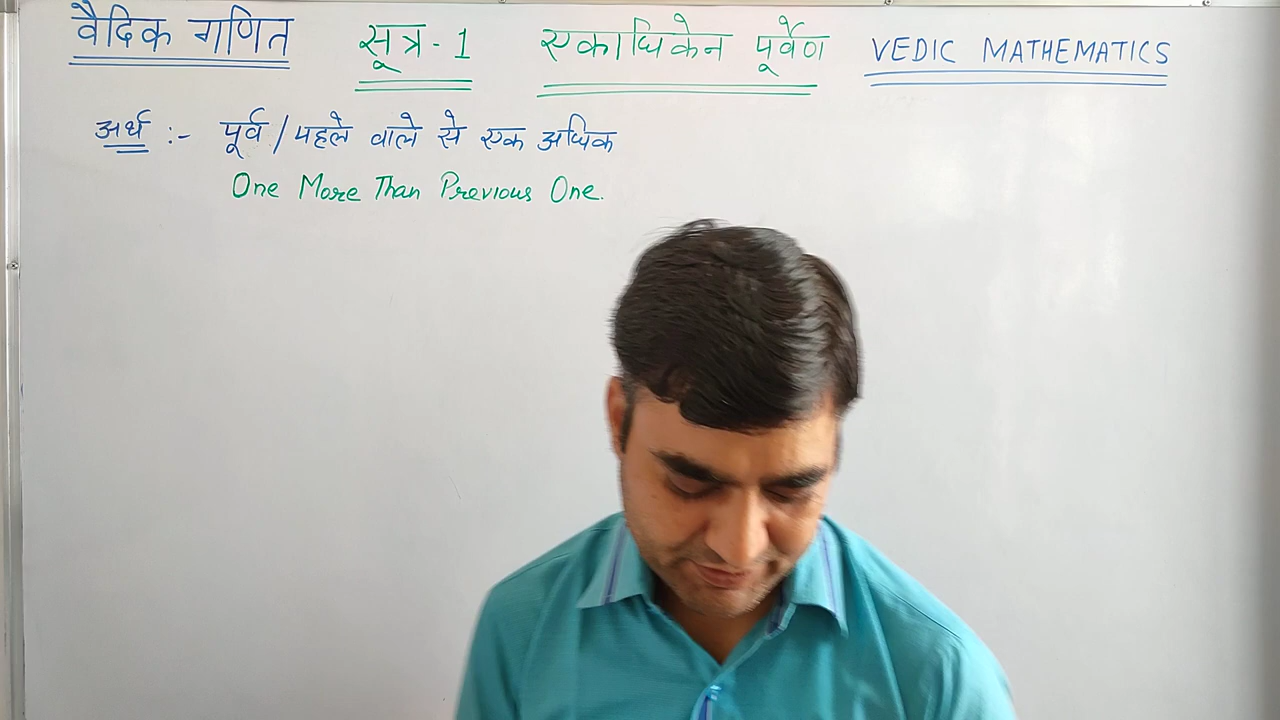 वैदिक गणित सूत्र-1 एकाधिकेन पूर्वेण VEDIC MATHEMATICS
अर्थ :- पूर्व/पहले वाले से एक अधिक
One More Than Previous One.